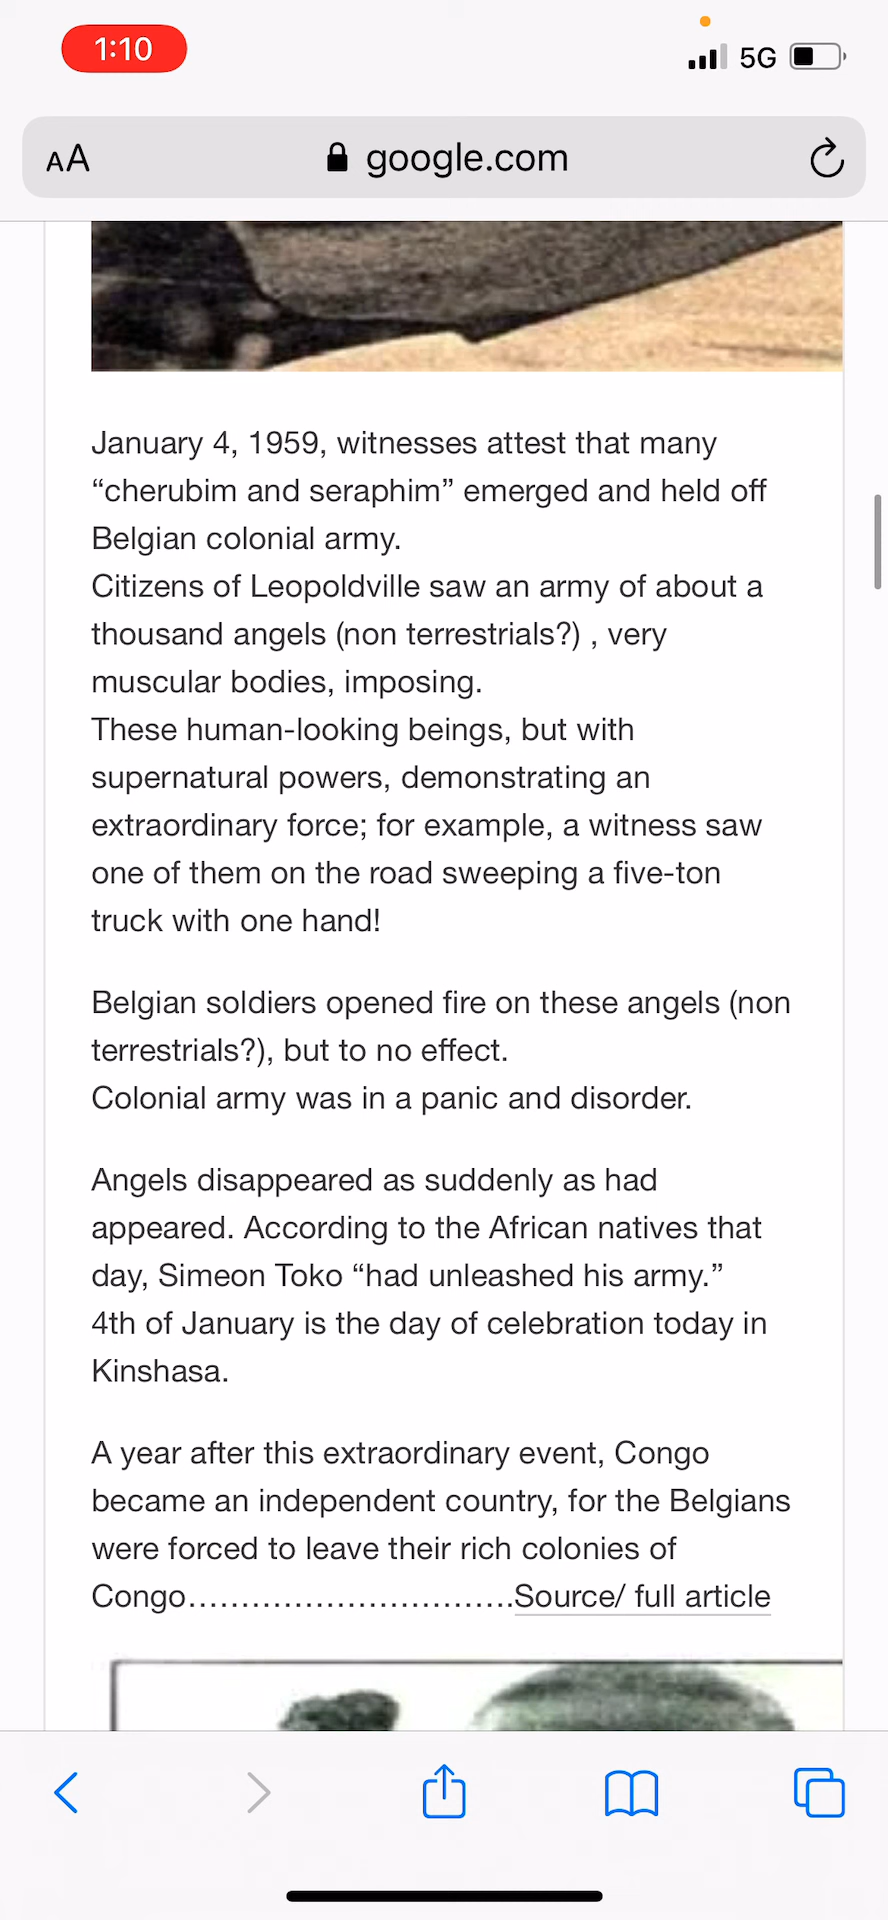 1:10
5G
AA
google.com
January 4, 1959, witnesses attest that many
“cherubim and seraphim” emerged and held off
Belgian colonial army.
Citizens of Leopoldville saw an army of about a
thousand angels (non terrestrials?) , very
muscular bodies, imposing.
These human-looking beings, but with
supernatural powers, demonstrating an
extraordinary force; for example, a witness saw
one of them on the road sweeping a five-ton
truck with one hand!
Belgian soldiers opened fire on these angels (non
terrestrials?), but to no effect.
Colonial army was in a panic and disorder.
Angels disappeared as suddenly as had
appeared. According to the African natives that
day, Simeon Toko “had unleashed his army.”
4th of January is the day of celebration today in
Kinshasa.
A year after this extraordinary event, Congo
became an independent country, for the Belgians
were forced to leave their rich colonies of
Congo...............................Source/ full article